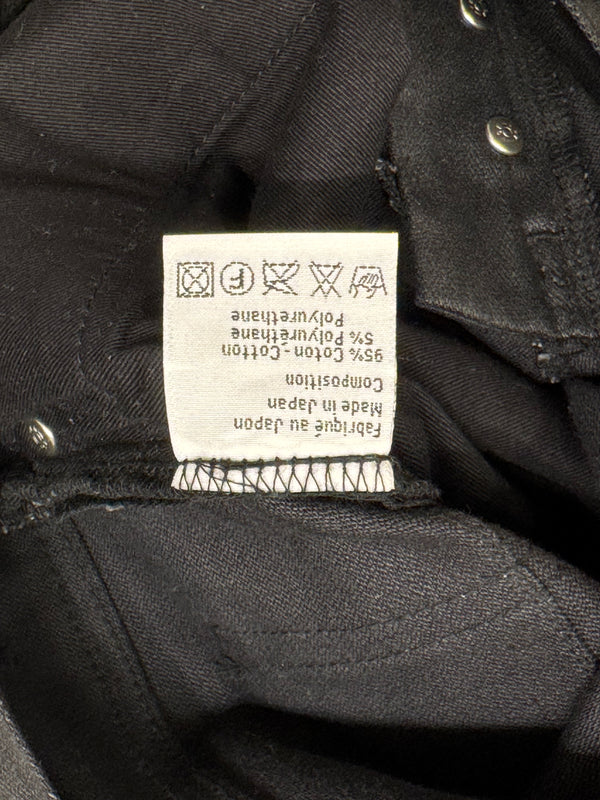 Fabriqué au Japon
Made in Japan
Composition
95% Coton - Cotton
5% Polyuréthane
Polyurethane
F